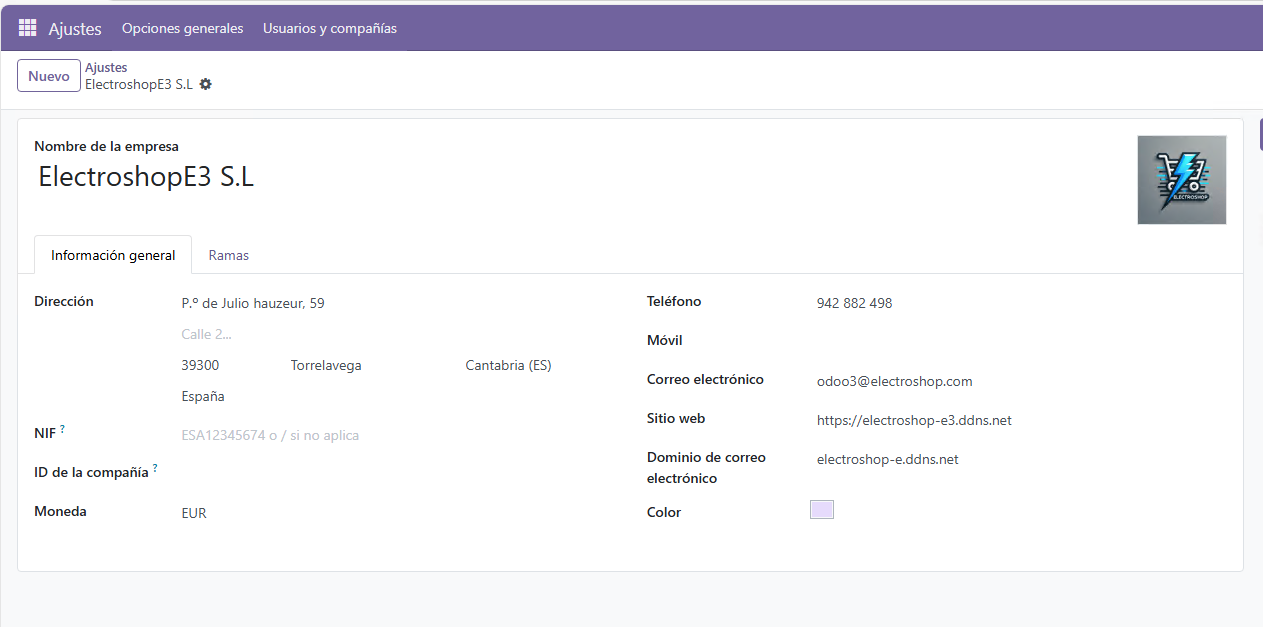 Ajustes Opciones generales Usuarios y compañías
Nuevo
Ajustes
ElectroshopE3 S.L
Nombre de la empresa
ElectroshopE3 S.L
ELECTROSHOP
Información general Ramas
Dirección P.º de Julio hauzeur, 59
Calle 2...
39300 Torrelavega Cantabria (ES)
España
NIF ? ESA12345674 o / si no aplica
ID de la compañía ?
Moneda EUR
Teléfono 942 882 498
Móvil
Correo electrónico odoo3@electroshop.com
Sitio web https://electroshop-e3.ddns.net
Dominio de correo electrónico electroshop-e.ddns.net
Color